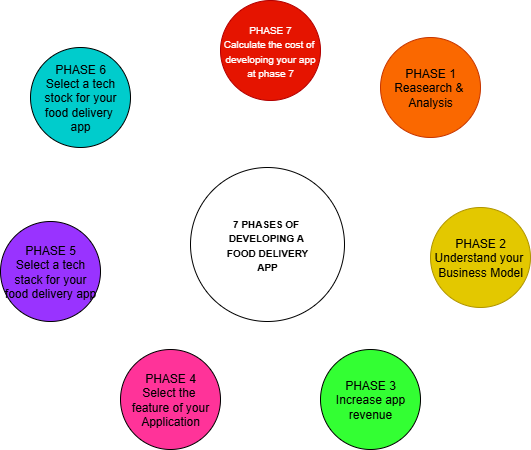 7 PHASES OF
DEVELOPING A
FOOD DELIVERY
APP
PHASE 1
Reasearch &
Analysis
PHASE 2
Understand your
Business Model
PHASE 3
Increase app
revenue
PHASE 4
Select the
feature of your
Application
PHASE 5
Select a tech
stack for your
food delivery app
PHASE 6
Select a tech
stock for your
food delivery
app
PHASE 7
Calculate the cost of
developing your app
at phase 7